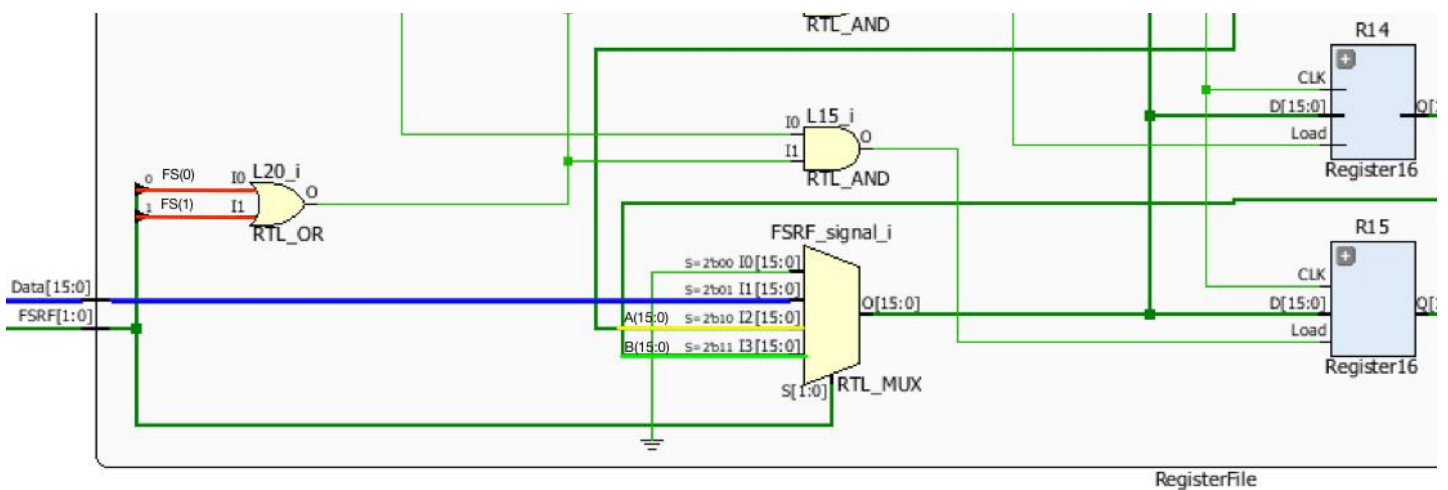 RTL_AND
R14
CLK
D[15:0]
Q[1
Load
Register16
I0 L15_i
O
I1
RTL_AND
0 FS(0) I0 L20_i
O
1 FS(1) I1
RTL_OR
FSRF_signal_i
R15
S=2'b00 I0[15:0]
CLK
Data[15:0]
S=2'b01 I1[15:0]
O[15:0]
D[15:0]
Q[1
FSRF[1:0]
A(15:0) S=2'b10 I2[15:0]
Load
B(15:0) S=2'b11 I3[15:0]
Register16
S[1:0] RTL_MUX
RegisterFile